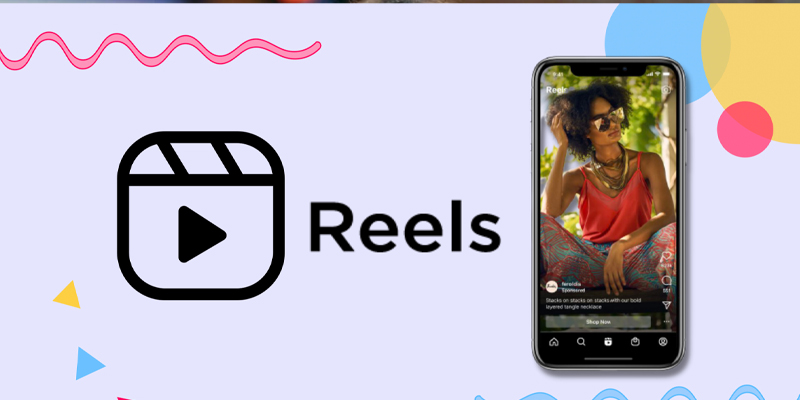 Reels
Reels
Sponsored
Stacks on stacks on stacks with our bold
layered tangle necklace
Shop Now